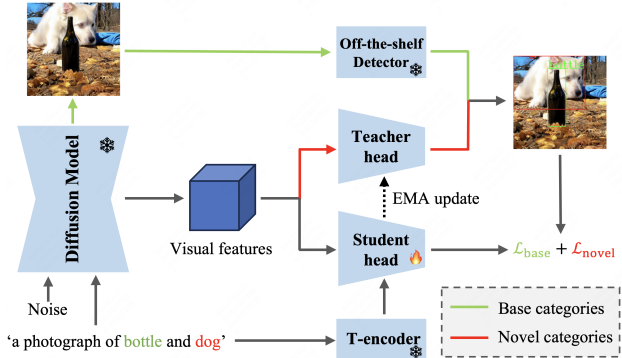 Off-the-shelf
Detector
bottle
Diffusion Model
Teacher
head
EMA update
Visual features
Student
head
ℒbase + ℒnovel
Noise
Base categories
Novel categories
'a photograph of bottle and dog'
T-encoder